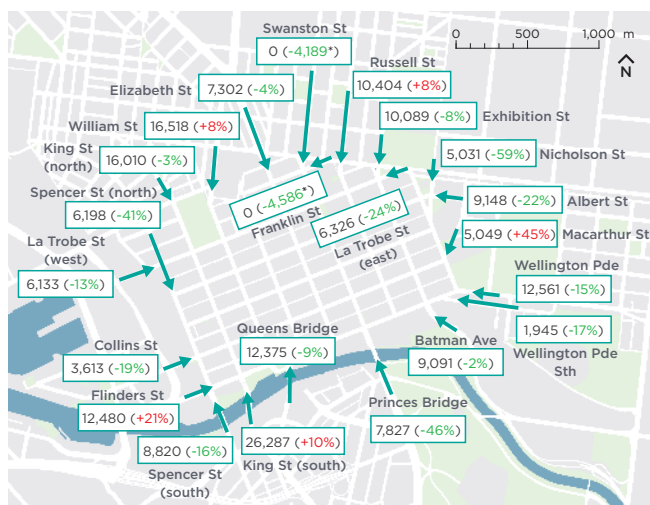 Swanston St
0 (-4,189*)
0 500 1,000 m
N
Russell St
10,404 (+8%)
Elizabeth St
7,302 (-4%)
10,089 (-8%) Exhibition St
William St
16,518 (+8%)
King St
(north)
16,010 (-3%)
5,031 (-59%) Nicholson St
Spencer St (north)
6,198 (-41%)
0 (-4,586*)
Franklin St
6,326 (-24%)
La Trobe St
(east)
9,148 (-22%) Albert St
5,049 (+45%) Macarthur St
La Trobe St
(west)
6,133 (-13%)
Wellington Pde
12,561 (-15%)
1,945 (-17%)
Wellington Pde
Sth
Queens Bridge
12,375 (-9%)
Batman Ave
9,091 (-2%)
Collins St
3,613 (-19%)
Flinders St
12,480 (+21%)
Princes Bridge
7,827 (-46%)
8,820 (-16%)
Spencer St
(south)
26,287 (+10%)
King St (south)